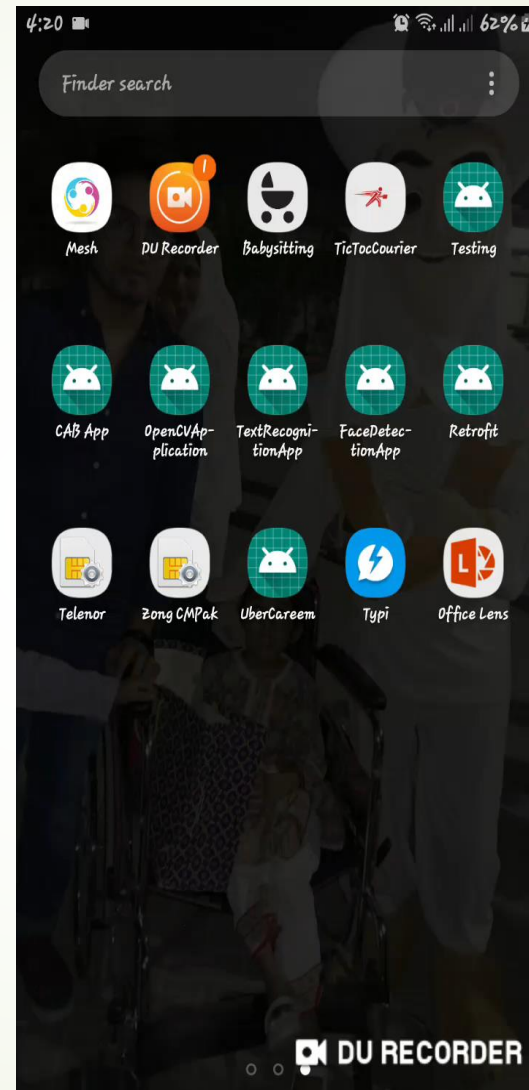 4:20 62%
Finder search
1
Mesh DU Recorder Babysitting TicTocCourier Testing
CAB App OpenCVAp- TextRecogni- FaceDetec- Retrofit
plication tionApp tionApp
Telenor Zong CMPak UberCareem Typi Office Lens
L
DU RECORDER